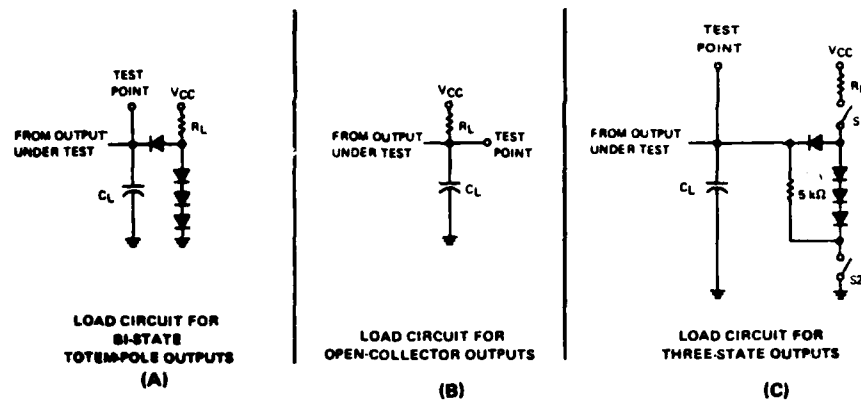 TEST
POINT
VCC
RL
FROM OUTPUT
UNDER TEST
CL
LOAD CIRCUIT FOR
BI-STATE
TOTEM-POLE OUTPUTS
(A)
VCC
RL
FROM OUTPUT
UNDER TEST
TEST
POINT
CL
LOAD CIRCUIT FOR
OPEN-COLLECTOR OUTPUTS
(B)
TEST
POINT
VCC
FROM OUTPUT
UNDER TEST
CL
5 kΩ
S2
LOAD CIRCUIT FOR
THREE-STATE OUTPUTS
(C)